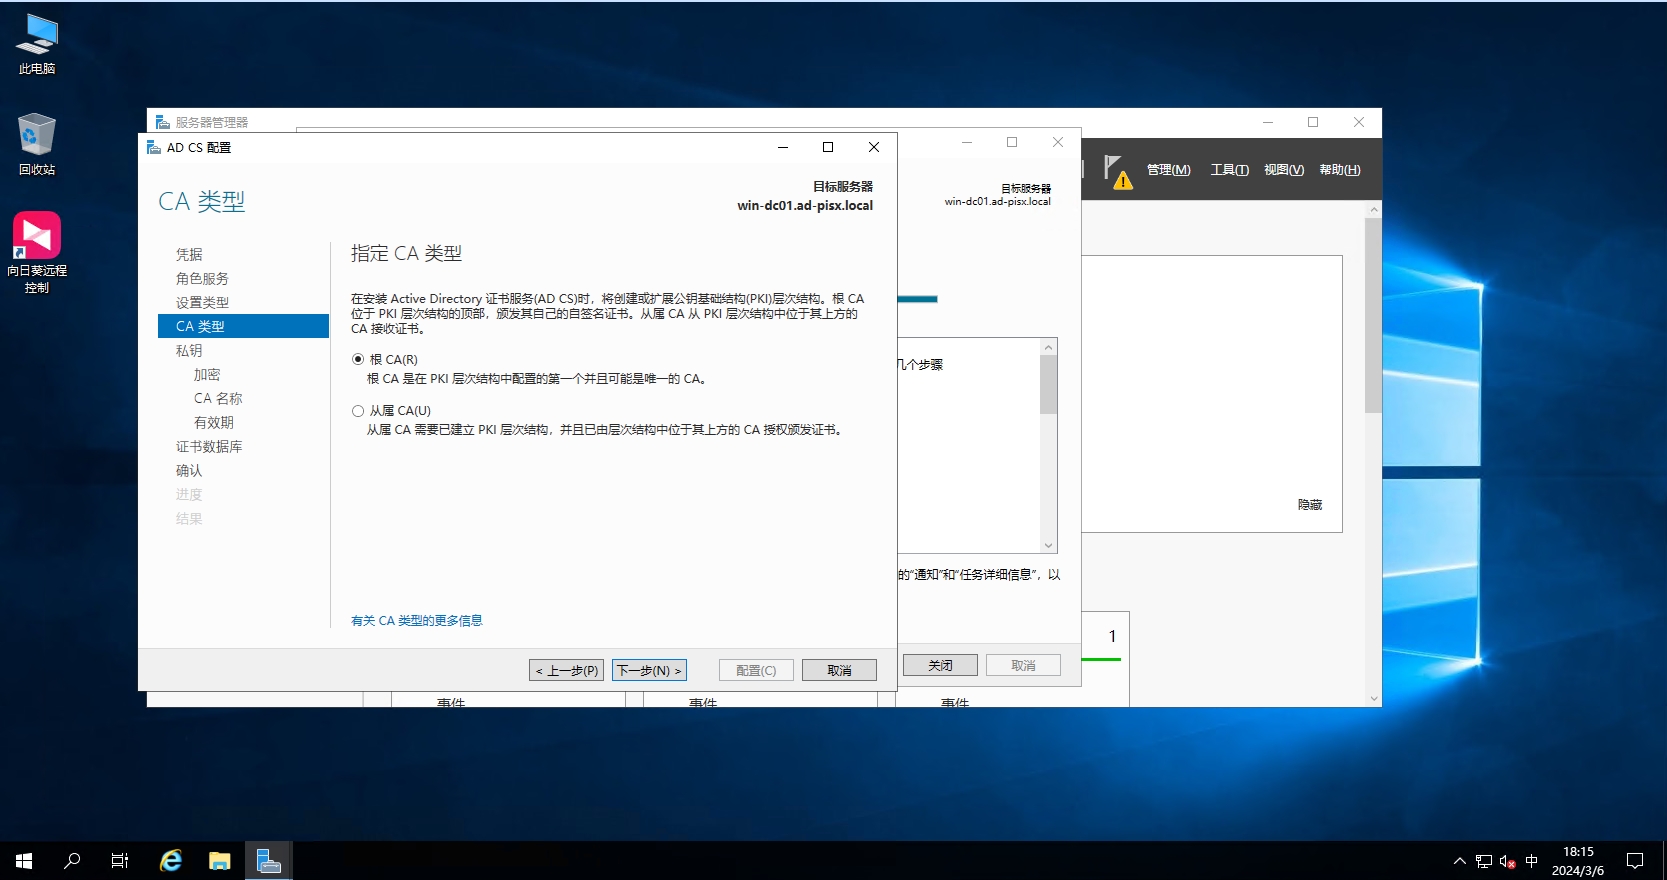 此电脑
回收站
向日葵远程
控制
服务器管理器
管理(M)
工具(T)
视图(V)
帮助(H)
AD CS 配置
CA 类型
目标服务器
win-dc01.ad-pisx.local
目标服务器
win-dc01.ad-pisx.local
凭据
角色服务
设置类型
CA 类型
私钥
加密
CA 名称
有效期
证书数据库
确认
进度
结果
指定 CA 类型
在安装 Active Directory 证书服务(AD CS)时，将创建或扩展公钥基础结构(PKI)层次结构。根 CA
位于 PKI 层次结构的顶部，颁发其自己的自签名证书。从属 CA 从 PKI 层次结构中位于其上方的
CA 接收证书。
根 CA(R)
根 CA 是在 PKI 层次结构中配置的第一个并且可能是唯一的 CA。
从属 CA(U)
从属 CA 需要已建立 PKI 层次结构，并且已由层次结构中位于其上方的 CA 授权颁发证书。
有关 CA 类型的更多信息
< 上一步(P)
下一步(N) >
配置(C)
取消
几个步骤
的“通知”和“任务详细信息”，以
关闭
取消
隐藏
1
事件
事件
事件
中
18:15
2024/3/6